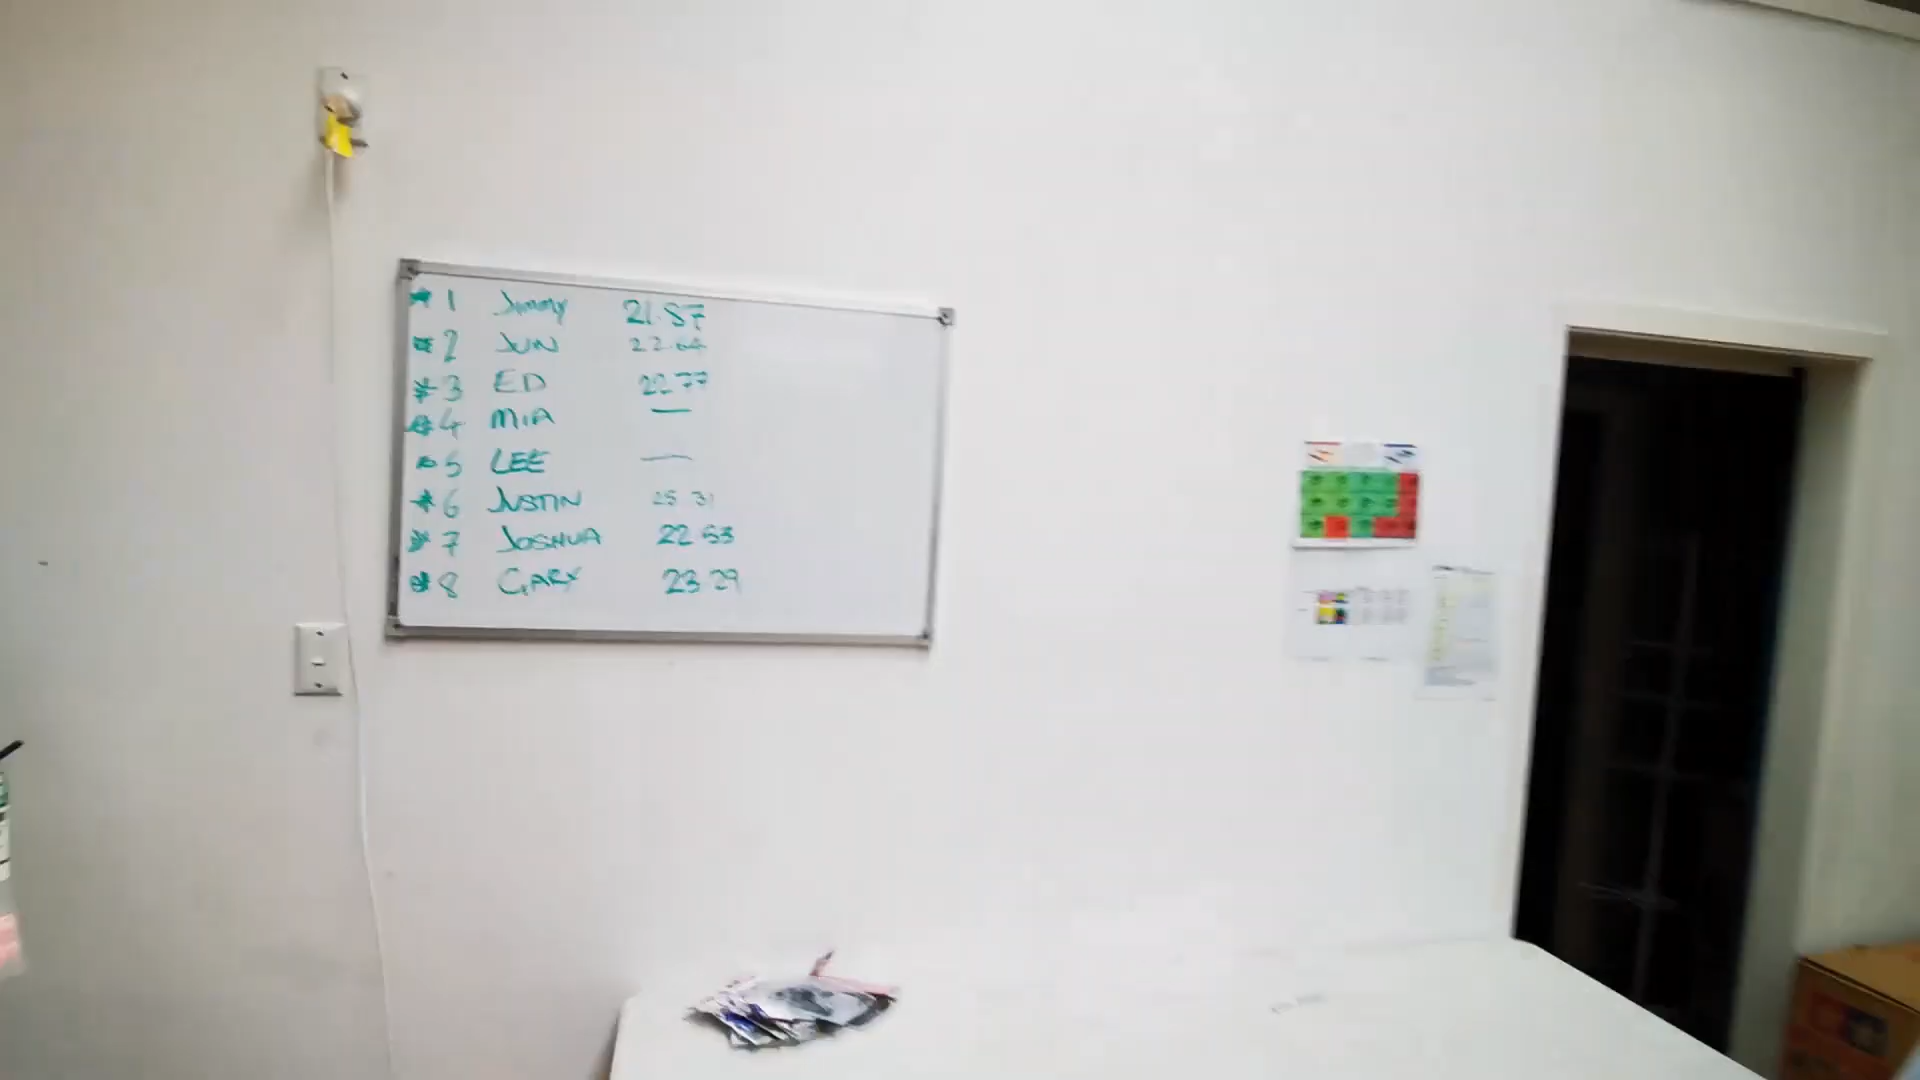 *1 Jimmy 21.57
*2 JUN 22.64
*3 ED 22.77
*4 MIA —
*5 LEE —
*6 JUSTIN 25.31
*7 JOSHUA 22.53
*8 GARY 23.29